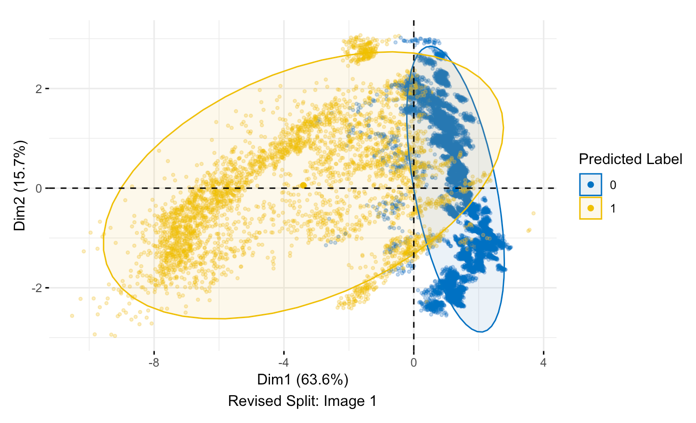 Dim2 (15.7%)
2
0
-2
-8
-4
0
4
Dim1 (63.6%)
Revised Split: Image 1
Predicted Label
0
1